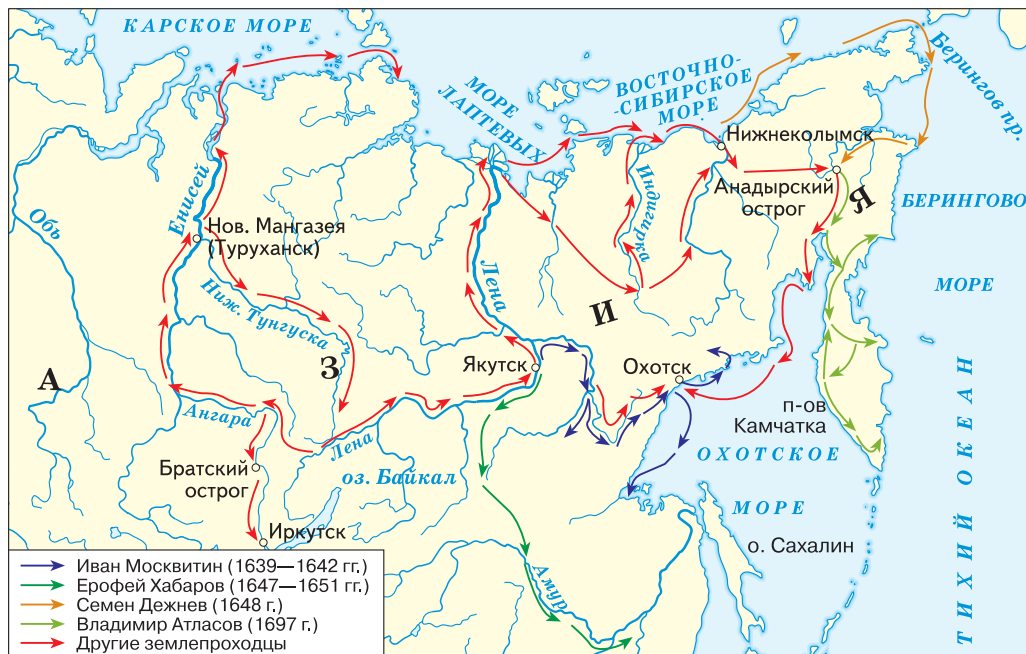 КАРСКОЕ МОРЕ
МОРЕ
ЛАПТЕВЫХ
ВОСТОЧНО-
-СИБИРСКОЕ
МОРЕ
Берингов пр.
Нижнеколымск
Анадырский
острог
БЕРИНГОВО
МОРЕ
Обь
Енисей
Нов. Мангазея
(Туруханск)
Ниж. Тунгуска
Лена
Индигирка
А
З
И
Я
Якутск
Охотск
Ангара
Лена
Братский
острог
оз. Байкал
Иркутск
п-ов
Камчатка
ОХОТСКОЕ
МОРЕ
о. Сахалин
Амур
ТИХИЙ ОКЕАН
Иван Москвитин (1639—1642 гг.)
Ерофей Хабаров (1647—1651 гг.)
Семен Дежнев (1648 г.)
Владимир Атласов (1697 г.)
Другие землепроходцы